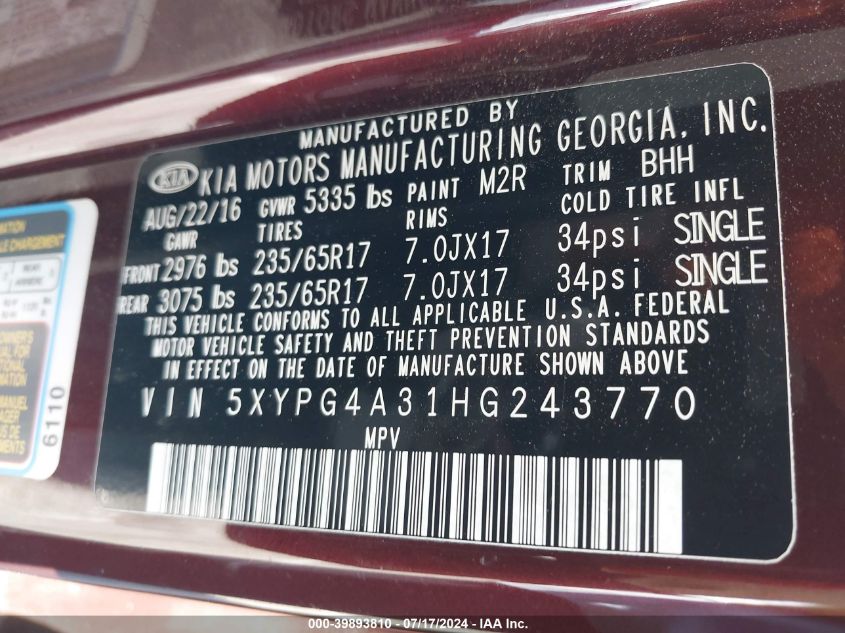 MANUFACTURED BY
KIA KIA MOTORS MANUFACTURING GEORGIA. INC.
AUG/22/16 GVWR 5335 lbs PAINT M2R TRIM BHH
GAWR TIRES RIMS COLD TIRE INFL
FRONT 2976 lbs 235/65R17 7.0JX17 34psi SINGLE
REAR 3075 lbs 235/65R17 7.0JX17 34psi SINGLE
THIS VEHICLE CONFORMS TO ALL APPLICABLE U.S.A. FEDERAL
MOTOR VEHICLE SAFETY AND THEFT PREVENTION STANDARDS
IN EFFECT ON THE DATE OF MANUFACTURE SHOWN ABOVE
VIN 5XYPG4A31HG243770
MPV
6110
000-39893810 - 07/17/2024 - IAA Inc.